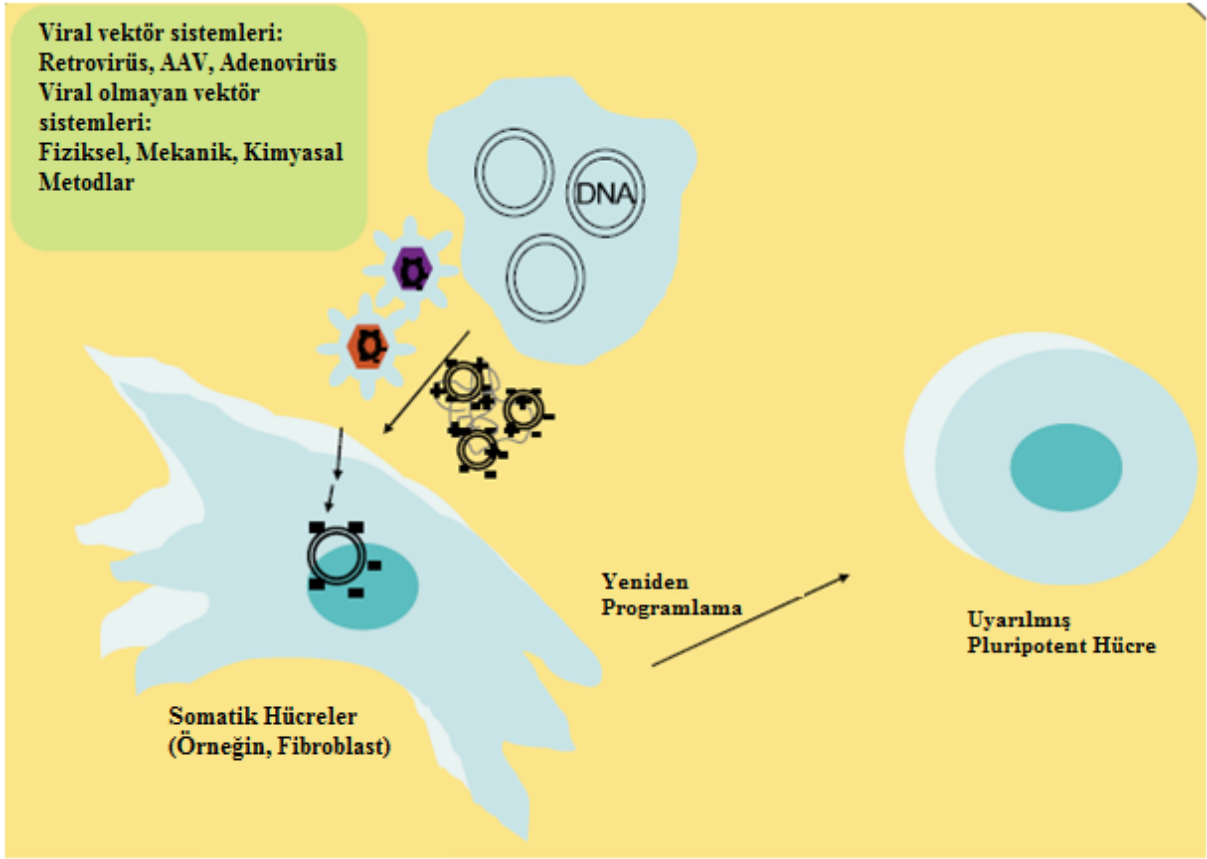 Viral vektör sistemleri:
Retrovirüs, AAV, Adenovirüs
Viral olmayan vektör
sistemleri:
Fiziksel, Mekanik, Kimyasal
Metodlar
DNA
Yeniden
Programlama
Uyarılmış
Pluripotent Hücre
Somatik Hücreler
(Örneğin, Fibroblast)